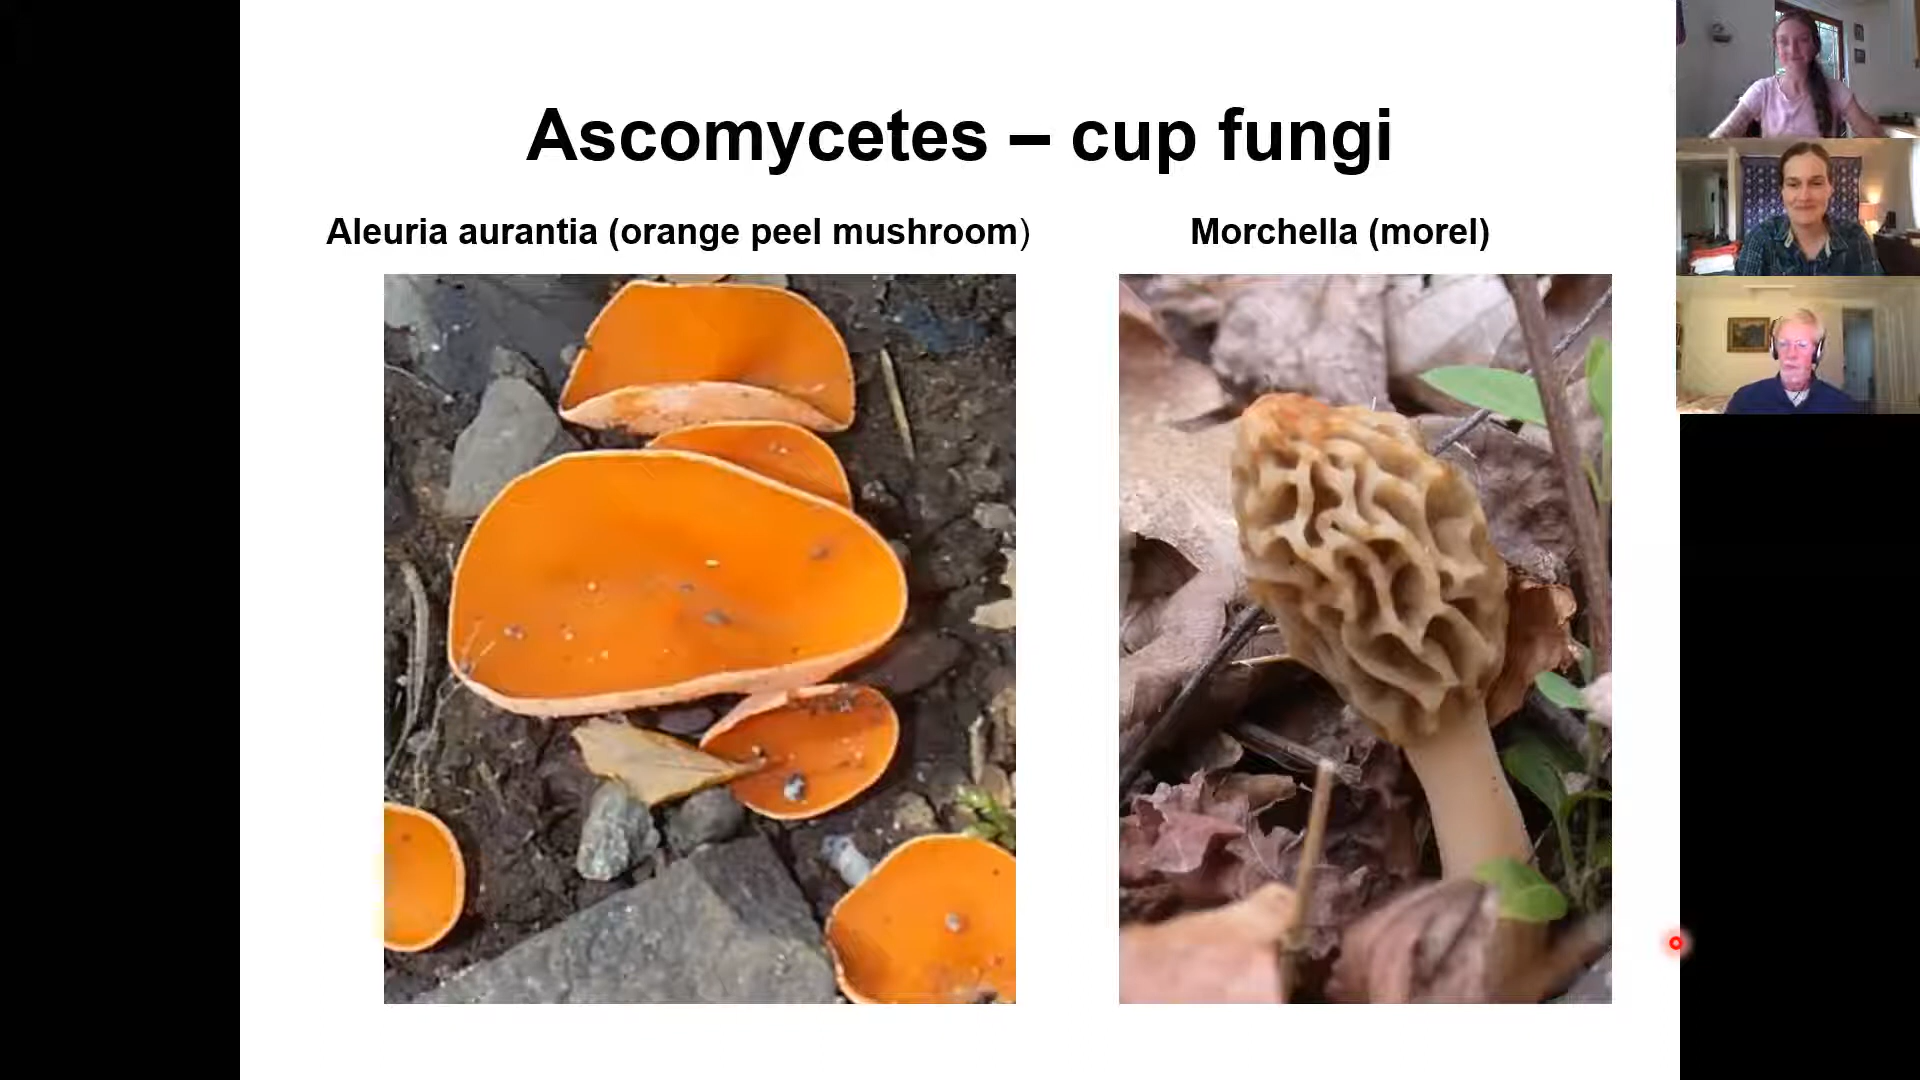 Ascomycetes – cup fungi
Aleuria aurantia (orange peel mushroom)
Morchella (morel)